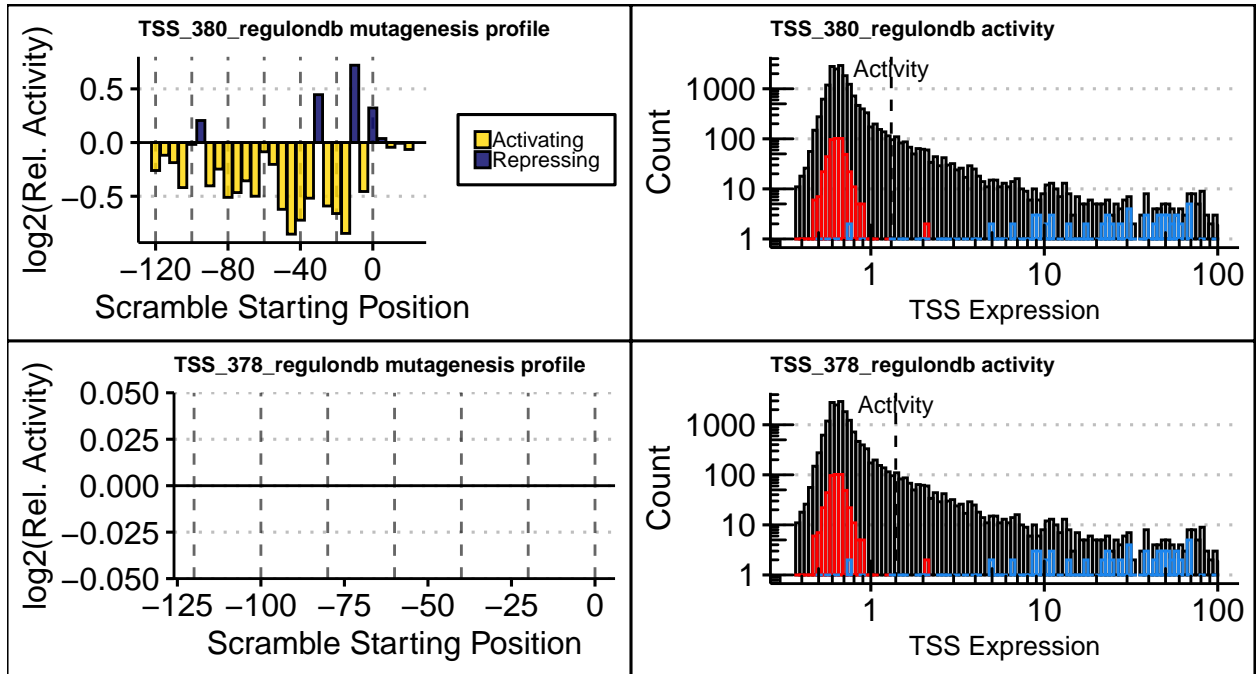 TSS_380_regulondb mutagenesis profile
log2(Rel. Activity)
0.5
0.0
−0.5
−120
−80
−40
0
Scramble Starting Position
Activating
Repressing
TSS_380_regulondb activity
Activity
Count
1000
100
10
1
1
10
100
TSS Expression
TSS_378_regulondb mutagenesis profile
log2(Rel. Activity)
0.050
0.025
0.000
−0.025
−0.050
−125
−100
−75
−50
−25
0
Scramble Starting Position
TSS_378_regulondb activity
Activity
Count
1000
100
10
1
1
10
100
TSS Expression